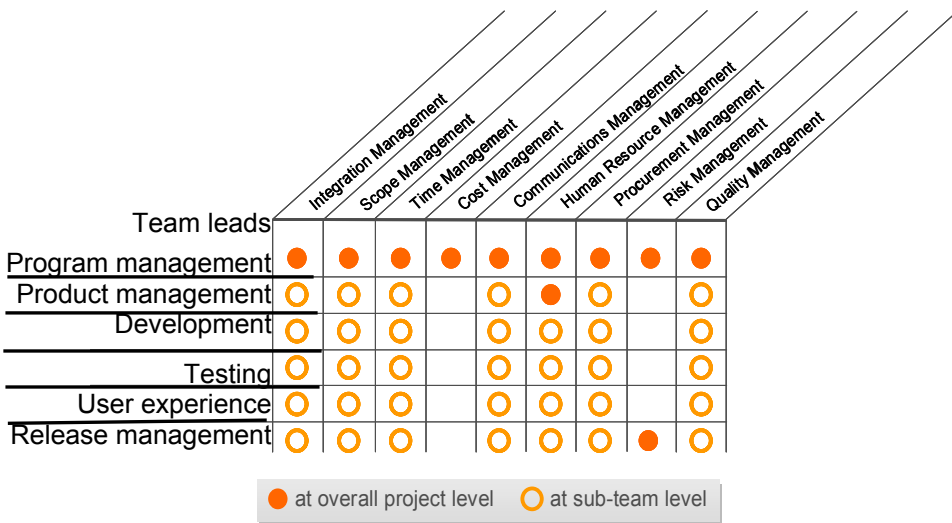 Integration Management
Scope Management
Time Management
Cost Management
Communications Management
Human Resource Management
Procurement Management
Risk Management
Quality Management
Team leads
Program management
Product management
Development
Testing
User experience
Release management
at overall project level
at sub-team level